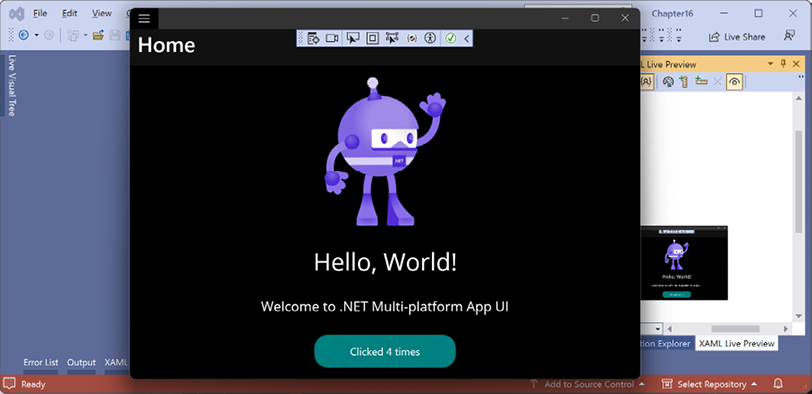 File Edit View
Chapter16
Live Share
Live Visual Tree
Home
ML Live Preview
.NET
Hello, World!
Welcome to .NET Multi-platform App UI
Clicked 4 times
Hello, World!
Error List Output XAML
tion Explorer XAML Live Preview
Ready
Add to Source Control
Select Repository